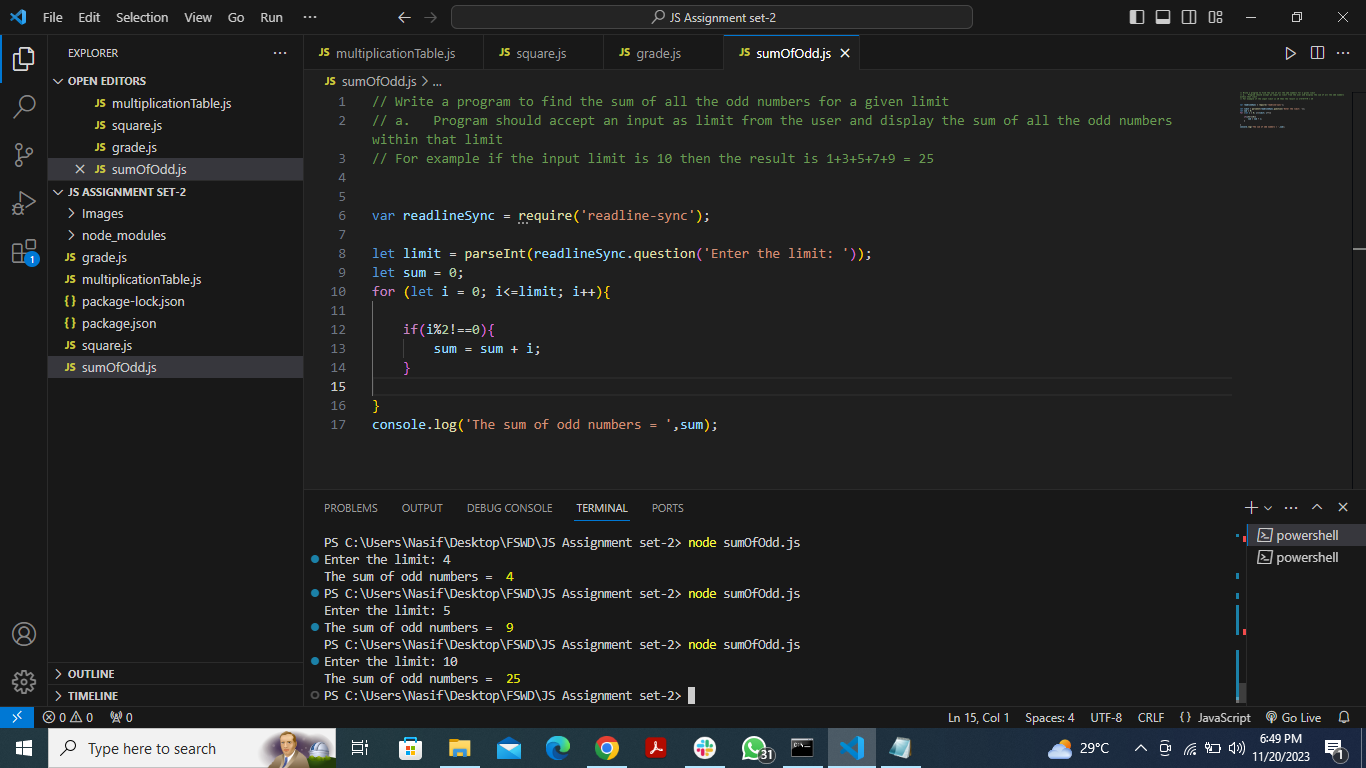 File Edit Selection View Go Run ··· JS Assignment set-2
EXPLORER
OPEN EDITORS
JS multiplicationTable.js
JS square.js
JS grade.js
JS sumOfOdd.js
JS ASSIGNMENT SET-2
Images
node_modules
JS grade.js
JS multiplicationTable.js
{} package-lock.json
{} package.json
JS square.js
JS sumOfOdd.js
OUTLINE
TIMELINE
1
JS multiplicationTable.js JS square.js JS grade.js JS sumOfOdd.js
JS sumOfOdd.js > ...
1 // Write a program to find the sum of all the odd numbers for a given limit
2 // a. Program should accept an input as limit from the user and display the sum of all the odd numbers
within that limit
3 // For example if the input limit is 10 then the result is 1+3+5+7+9 = 25
4
5
6 var readlineSync = require('readline-sync');
7
8 let limit = parseInt(readlineSync.question('Enter the limit: '));
9 let sum = 0;
10 for (let i = 0; i<=limit; i++){
11
12 if(i%2!==0){
13 sum = sum + i;
14 }
15
16 }
17 console.log('The sum of odd numbers = ',sum);
PROBLEMS OUTPUT DEBUG CONSOLE TERMINAL PORTS
PS C:\Users\Nasif\Desktop\FSWD\JS Assignment set-2> node sumOfOdd.js
Enter the limit: 4
The sum of odd numbers = 4
PS C:\Users\Nasif\Desktop\FSWD\JS Assignment set-2> node sumOfOdd.js
Enter the limit: 5
The sum of odd numbers = 9
PS C:\Users\Nasif\Desktop\FSWD\JS Assignment set-2> node sumOfOdd.js
Enter the limit: 10
The sum of odd numbers = 25
PS C:\Users\Nasif\Desktop\FSWD\JS Assignment set-2>
powershell
powershell
0 0 0 Ln 15, Col 1 Spaces: 4 UTF-8 CRLF {} JavaScript Go Live
Type here to search 31 29°C 6:49 PM
11/20/2023 1